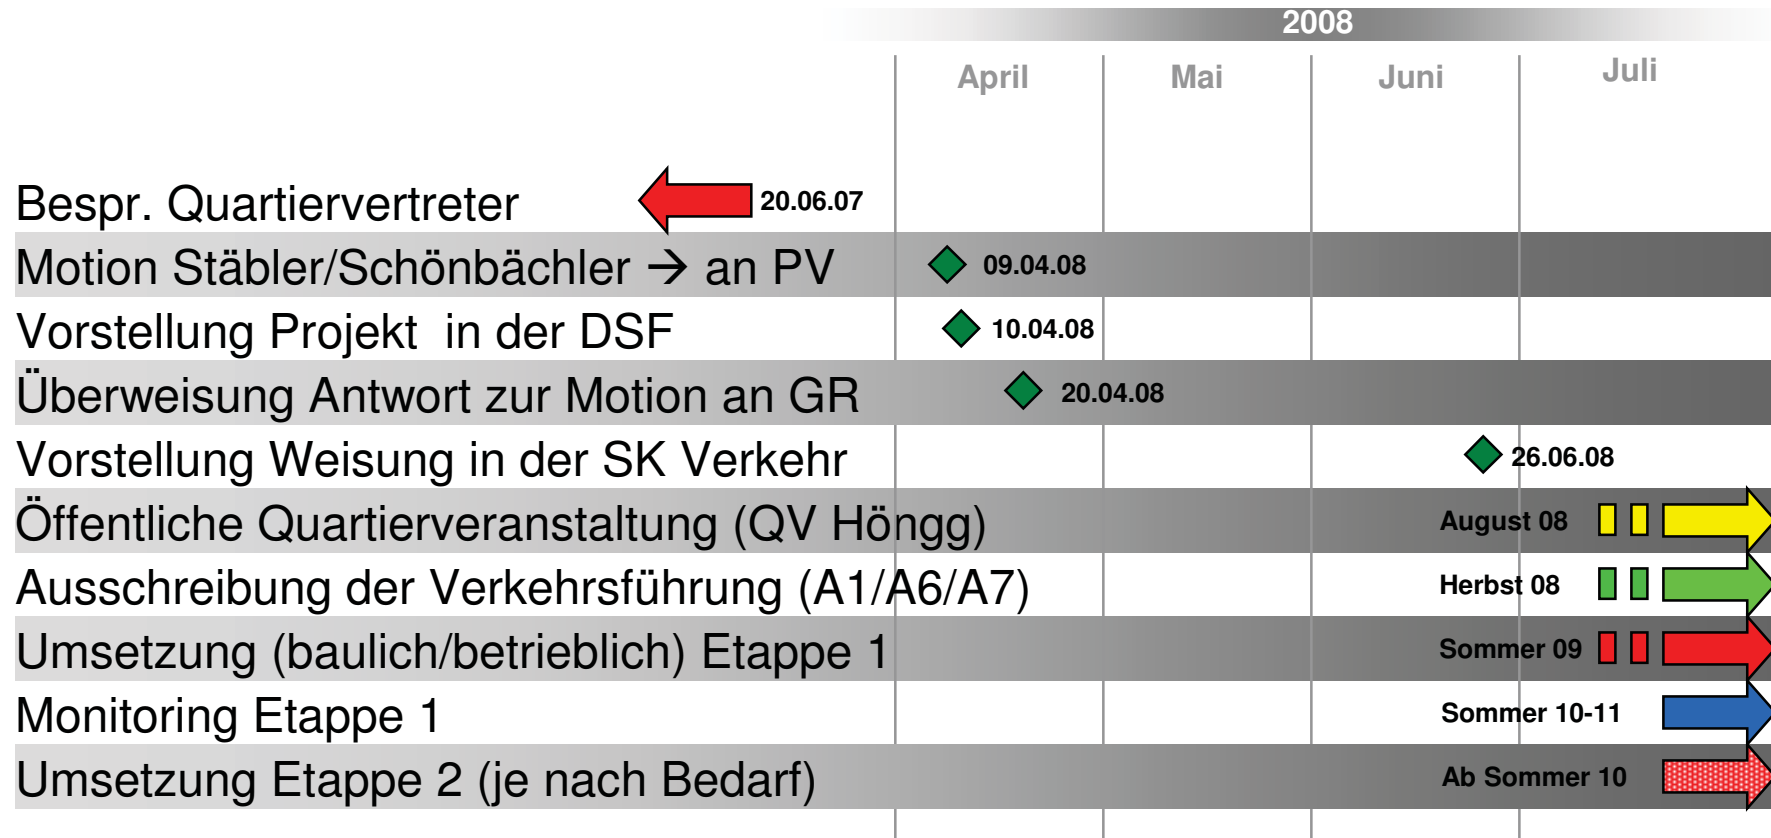 2008
April Mai Juni Juli
Bespr. Quartiervertreter 20.06.07
Motion Stäbler/Schönbächler → an PV 09.04.08
Vorstellung Projekt in der DSF 10.04.08
Überweisung Antwort zur Motion an GR 20.04.08
Vorstellung Weisung in der SK Verkehr 26.06.08
Öffentliche Quartierveranstaltung (QV Höngg) August 08
Ausschreibung der Verkehrsführung (A1/A6/A7) Herbst 08
Umsetzung (baulich/betrieblich) Etappe 1 Sommer 09
Monitoring Etappe 1 Sommer 10-11
Umsetzung Etappe 2 (je nach Bedarf) Ab Sommer 10